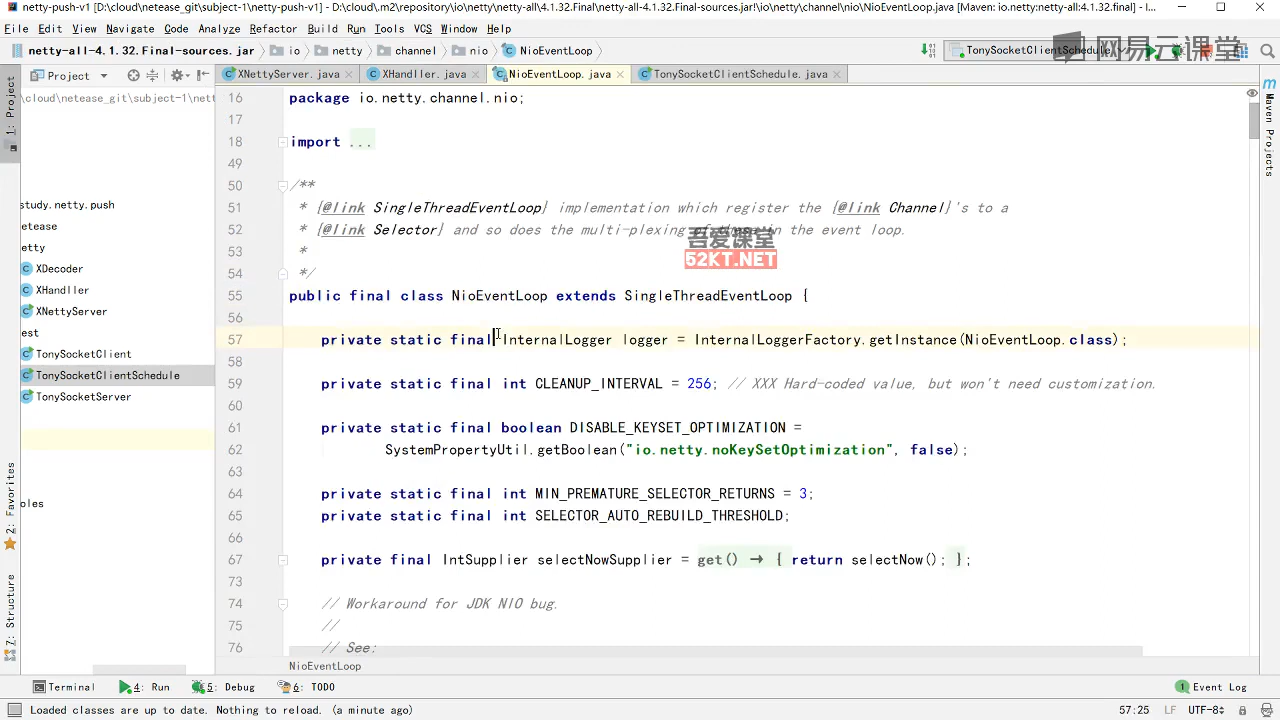 netty-push-v1 [D:\cloud\netease_git\subject-1\netty-push-v1] - D:\cloud\m2\repository\io\netty\netty-all\4.1.32.Final\netty-all-4.1.32.Final-sources.jar!\io\netty\channel\nio\NioEventLoop.java [Maven: io.netty:netty-all:4.1.32.final] - I...
File Edit View Navigate Code Analyze Refactor Build Run Tools VCS Window Help
netty-all-4.1.32.Final-sources.jar io netty channel nio NioEventLoop TonySocketClientSchedule
网易云课堂
Project XNettyServer.java XHandler.java NioEventLoop.java TonySocketClientSchedule.java
1: Project
Maven Projects
\cloud\netease_git\subject-1\nett
study.netty.push
etease
etty
XDecoder
XHandler
XNettyServer
est
TonySocketClient
TonySocketClientSchedule
TonySocketServer
oles
2: Favorites
7: Structure
16 package io.netty.channel.nio;
17
18 import ...
49
50 /**
51 * {@link SingleThreadEventLoop} implementation which register the {@link Channel}'s to a
52 * {@link Selector} and so does the multi-plexing of these in the event loop.
吾爱课堂
52KT.NET
53 *
54 */
55 public final class NioEventLoop extends SingleThreadEventLoop {
56
57 private static final InternalLogger logger = InternalLoggerFactory.getInstance(NioEventLoop.class);
58
59 private static final int CLEANUP_INTERVAL = 256; // XXX Hard-coded value, but won't need customization.
60
61 private static final boolean DISABLE_KEYSET_OPTIMIZATION =
62 SystemPropertyUtil.getBoolean("io.netty.noKeySetOptimization", false);
63
64 private static final int MIN_PREMATURE_SELECTOR_RETURNS = 3;
65 private static final int SELECTOR_AUTO_REBUILD_THRESHOLD;
66
67 private final IntSupplier selectNowSupplier = get() → { return selectNow(); };
73
74 // Workaround for JDK NIO bug.
75 //
76 // See:
NioEventLoop
Terminal 4: Run 5: Debug 6: TODO 1 Event Log
Loaded classes are up to date. Nothing to reload. (a minute ago) 57:25 LF UTF-8